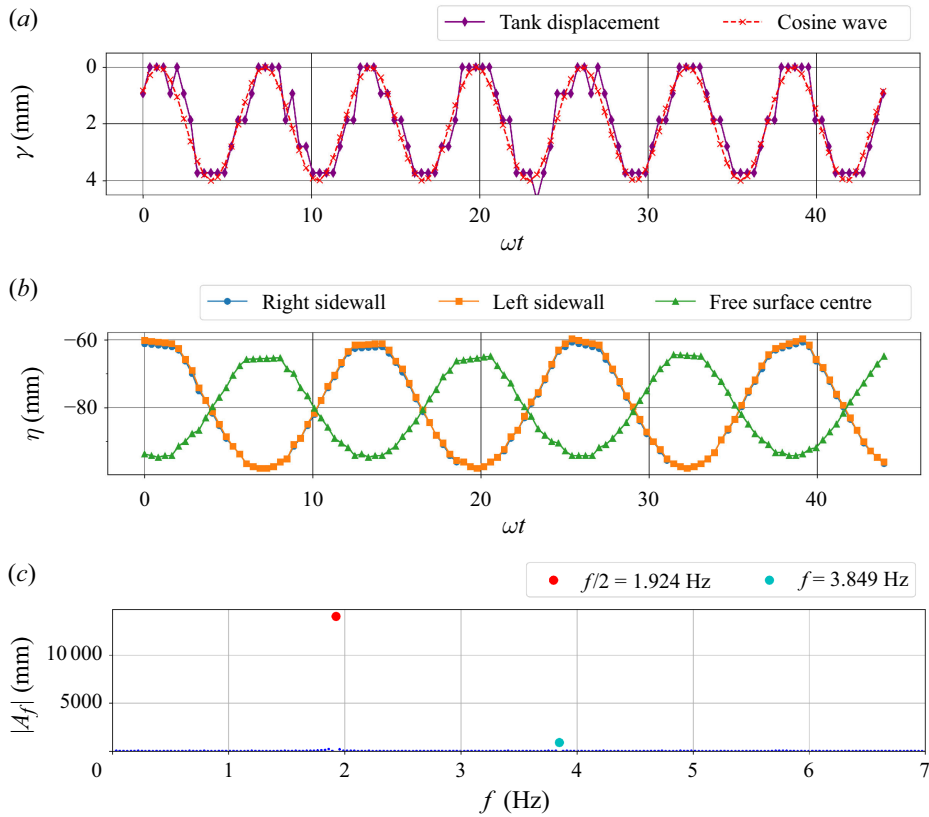 (a)
Tank displacement Cosine wave
0
2
4
γ (mm)
0 10 20 30 40
ωt
(b)
Right sidewall Left sidewall Free surface centre
−60
−80
η (mm)
0 10 20 30 40
ωt
(c)
f/2 = 1.924 Hz f = 3.849 Hz
10 000
5000
|A_f| (mm)
0 1 2 3 4 5 6 7
f (Hz)